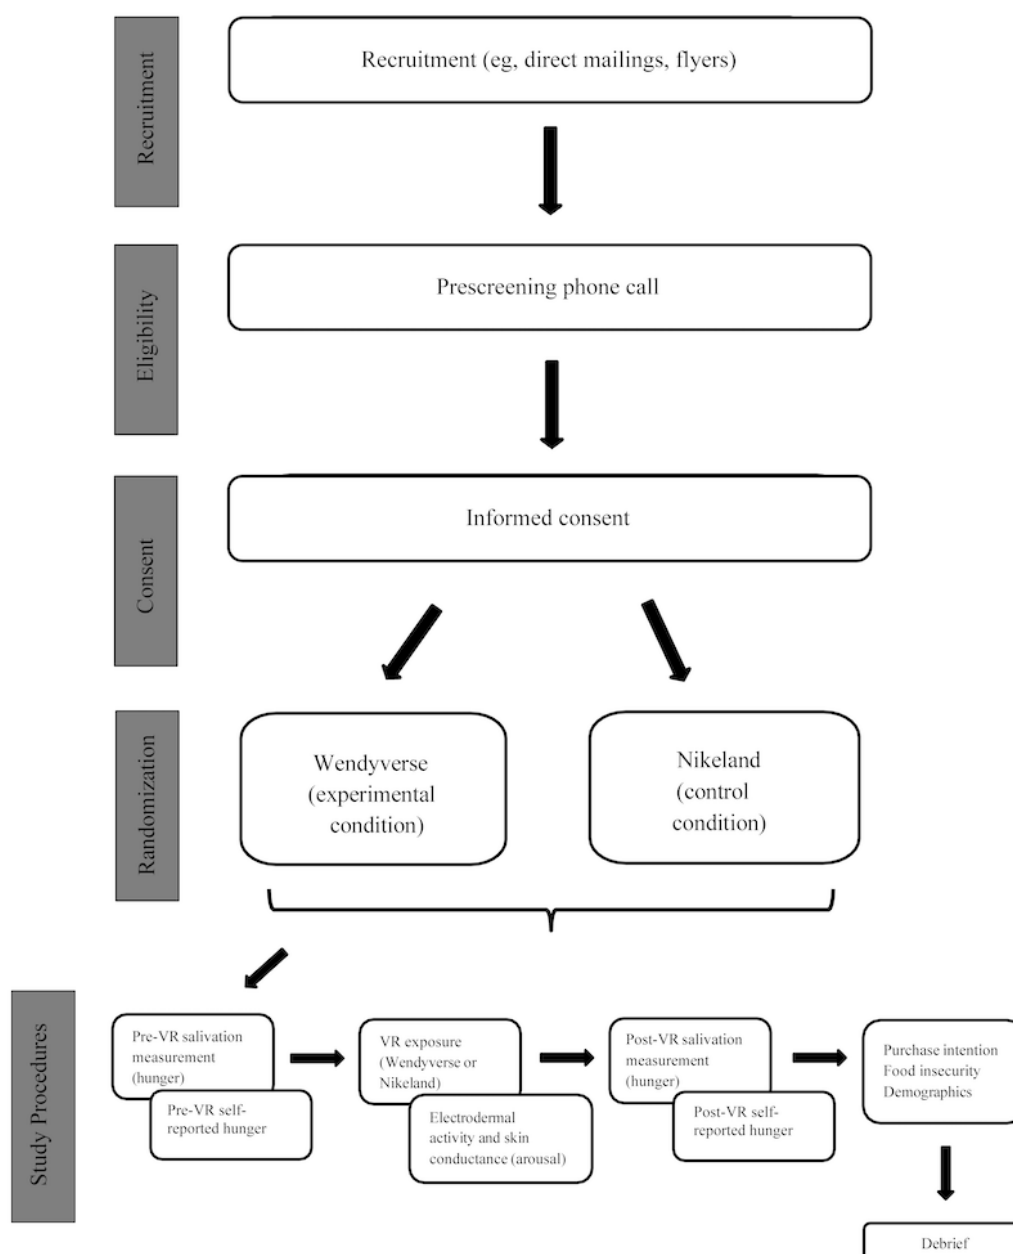 Recruitment
Recruitment (eg, direct mailings, flyers)
Eligibility
Prescreening phone call
Consent
Informed consent
Randomization
Wendyverse
(experimental
condition)
Nikeland
(control
condition)
Study Procedures
Pre-VR salivation
measurement
(hunger)
Pre-VR self-
reported hunger
VR exposure
(Wendyverse or
Nikeland)
Electrodermal
activity and skin
conductance (arousal)
Post-VR salivation
measurement
(hunger)
Post-VR self-
reported hunger
Purchase intention
Food insecurity
Demographics
Debrief